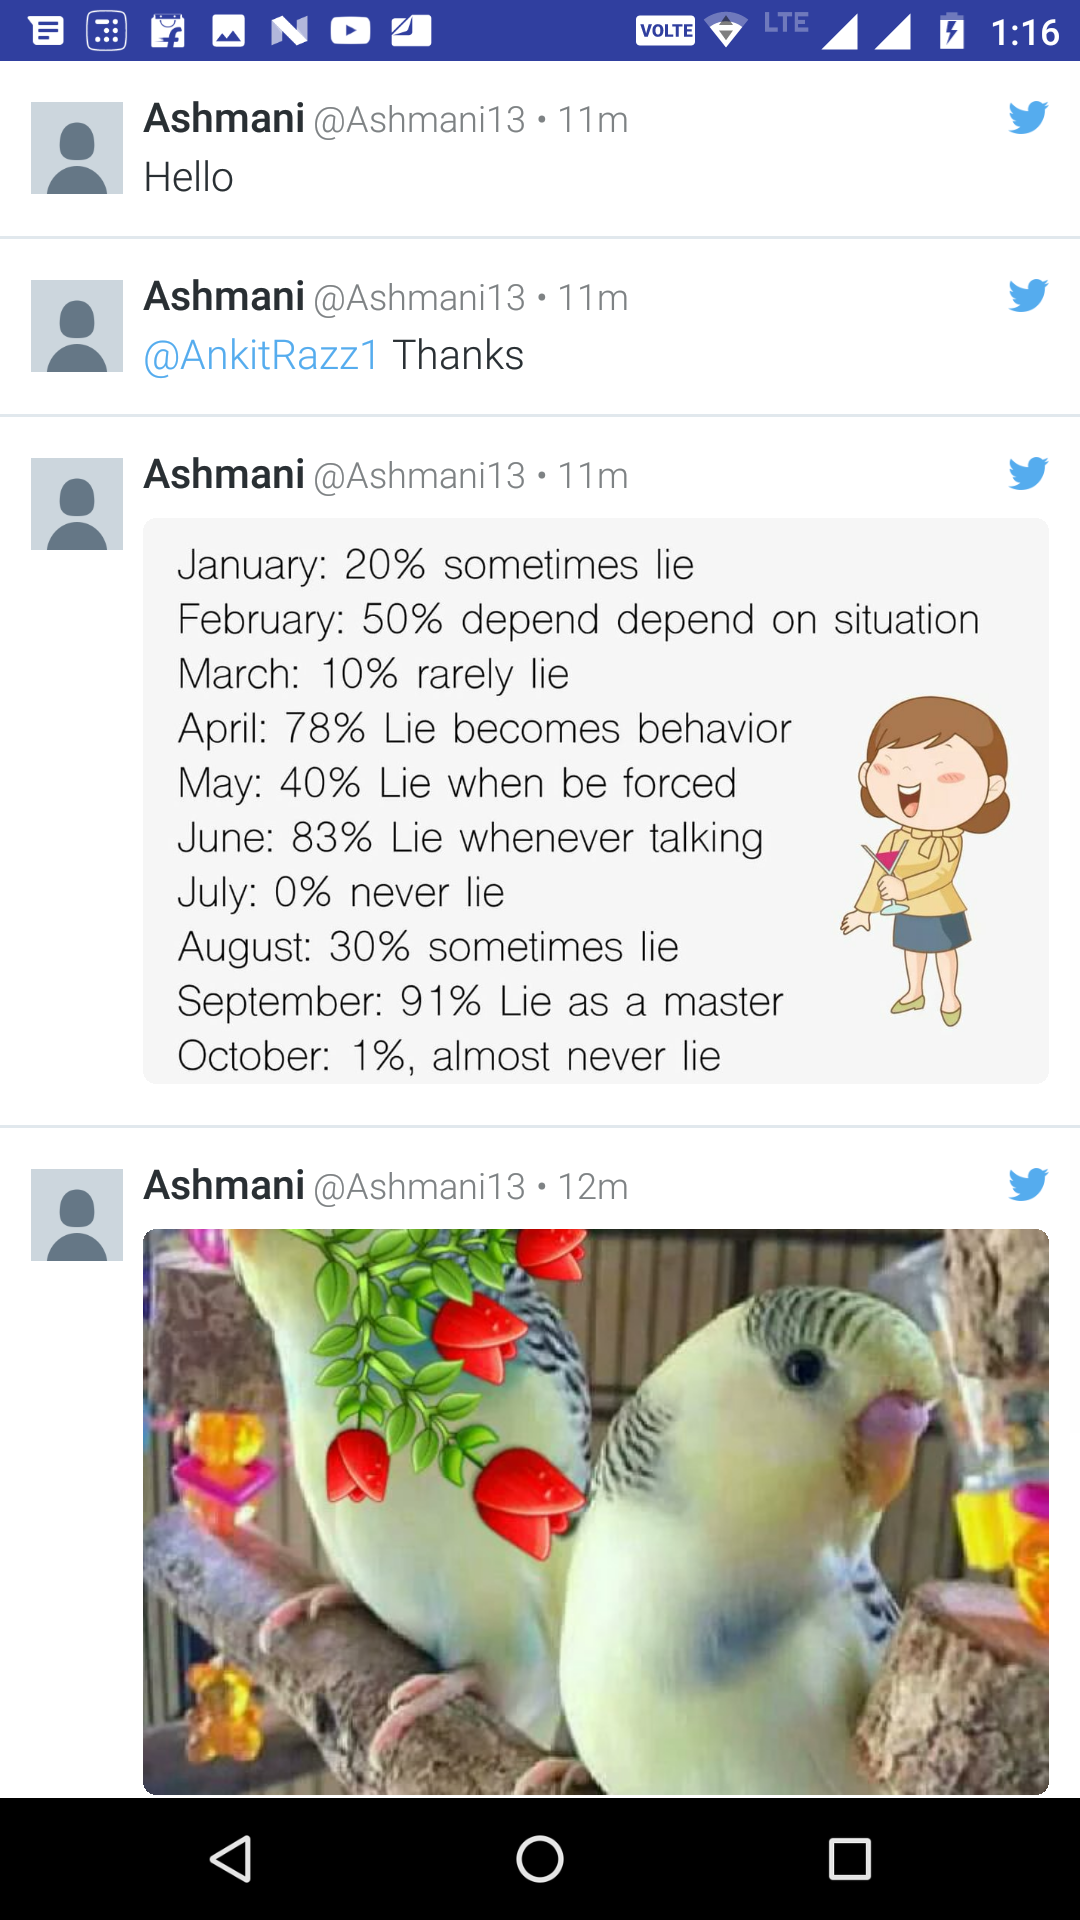 VOLTE LTE 1:16
Ashmani @Ashmani13 • 11m
Hello
Ashmani @Ashmani13 • 11m
@AnkitRazz1 Thanks
Ashmani @Ashmani13 • 11m
January: 20% sometimes lie
February: 50% depend depend on situation
March: 10% rarely lie
April: 78% Lie becomes behavior
May: 40% Lie when be forced
June: 83% Lie whenever talking
July: 0% never lie
August: 30% sometimes lie
September: 91% Lie as a master
October: 1%, almost never lie
Ashmani @Ashmani13 • 12m